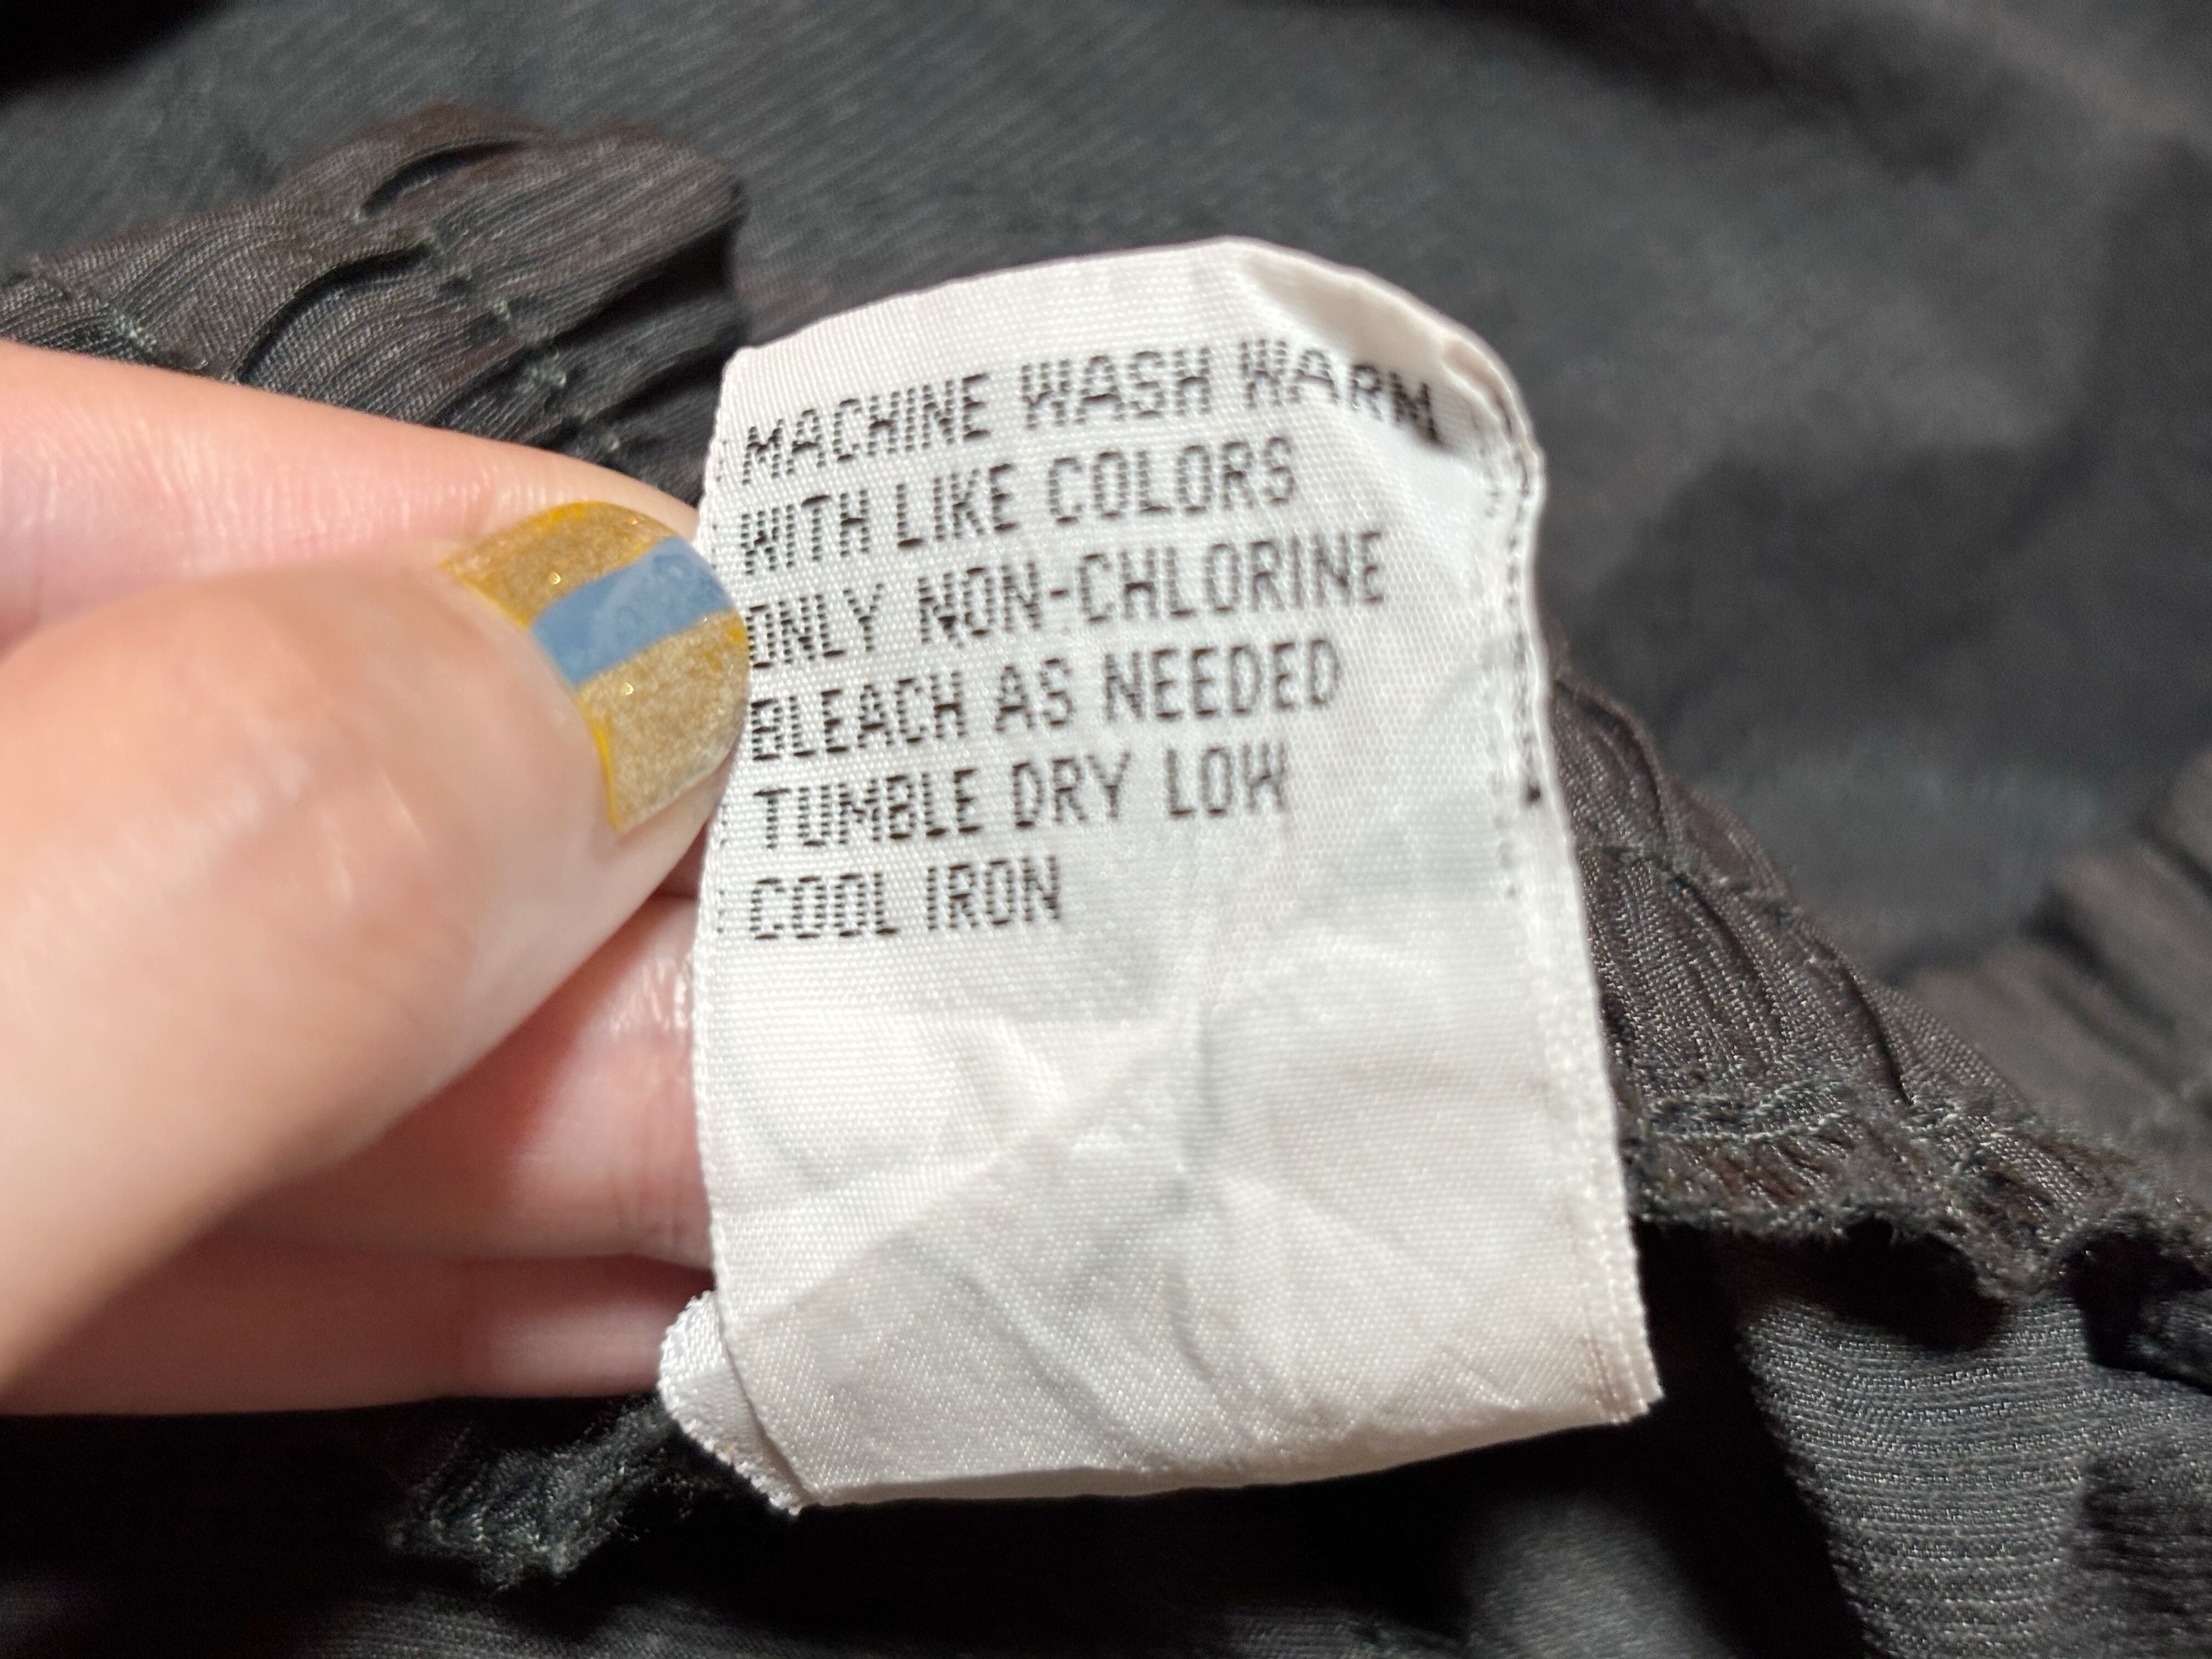 MACHINE WASH WARM
WITH LIKE COLORS
ONLY NON-CHLORINE
BLEACH AS NEEDED
TUMBLE DRY LOW
COOL IRON